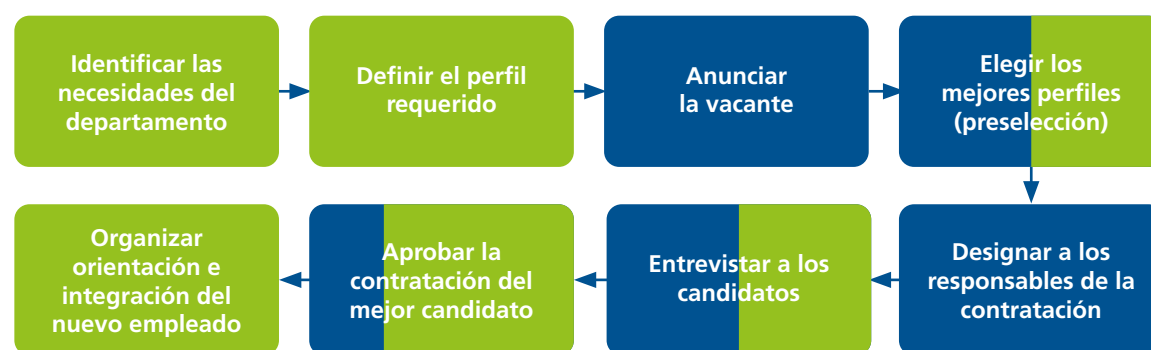 Identificar las
necesidades del
departamento
Definir el perfil
requerido
Anunciar
la vacante
Elegir los
mejores perfiles
(preselección)
Designar a los
responsables de la
contratación
Entrevistar a los
candidatos
Aprobar la
contratación del
mejor candidato
Organizar
orientación e
integración del
nuevo empleado